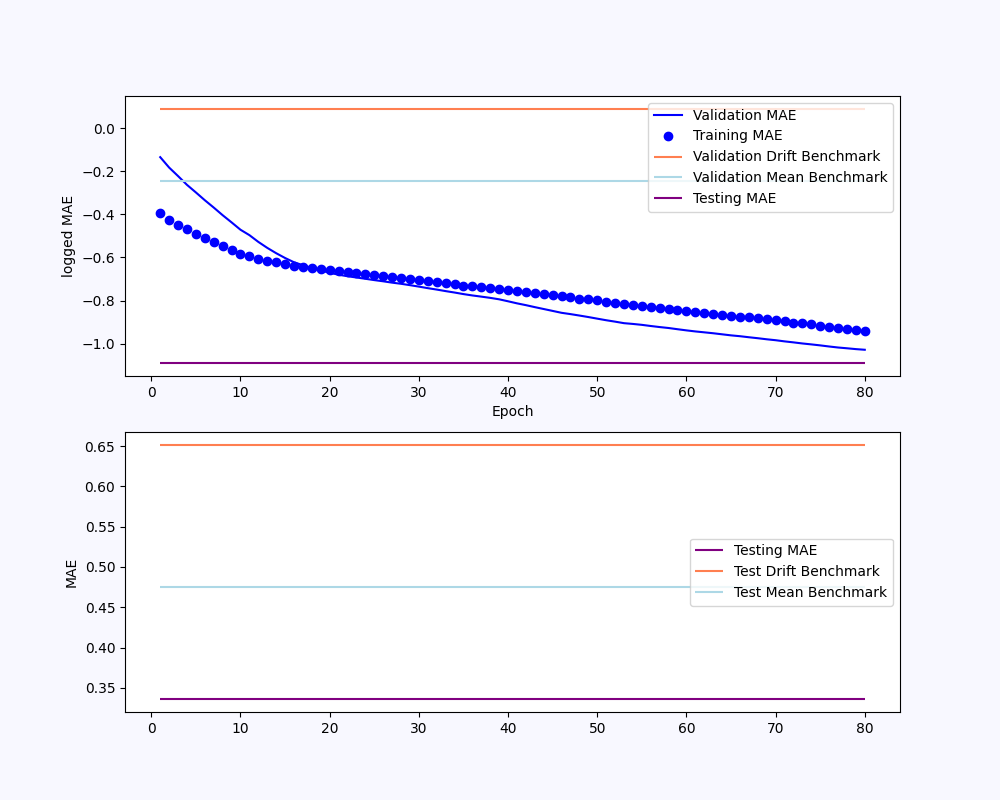 logged MAE
0.0
−0.2
−0.4
−0.6
−0.8
−1.0
Validation MAE
Training MAE
Validation Drift Benchmark
Validation Mean Benchmark
Testing MAE
0 10 20 30 40 50 60 70 80
Epoch
MAE
0.65
0.60
0.55
0.50
0.45
0.40
0.35
Testing MAE
Test Drift Benchmark
Test Mean Benchmark
0 10 20 30 40 50 60 70 80